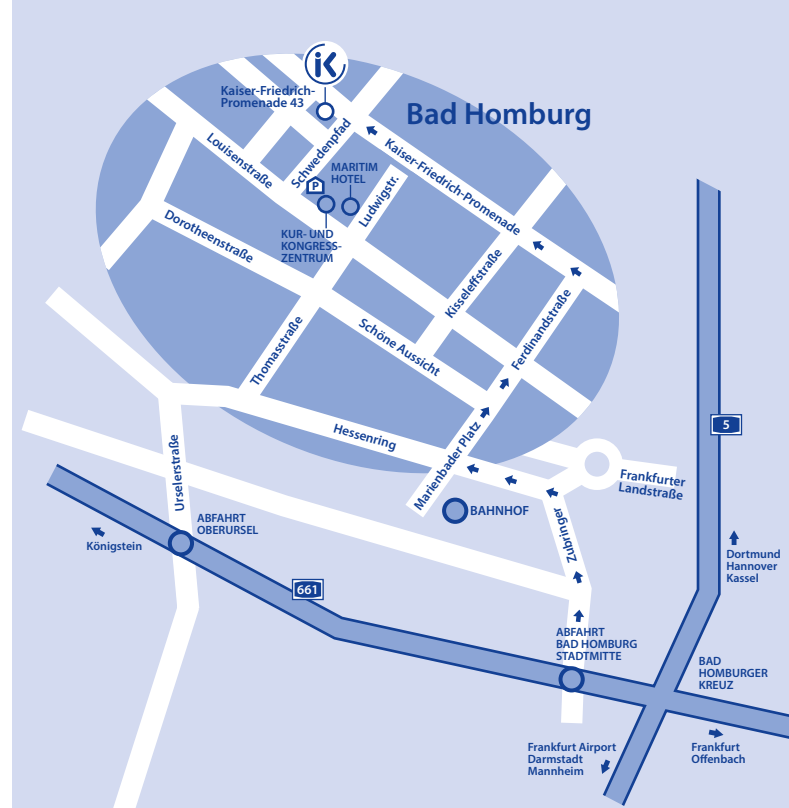 iK
Kaiser-Friedrich-
Promenade 43
Bad Homburg
Louisenstraße
Schwedenpfad
MARITIM
HOTEL
P
Kaiser-Friedrich-Promenade
Ludwigstr.
KUR- UND
KONGRESS-
ZENTRUM
Dorotheenstraße
Kisseleffstraße
Ferdinandstraße
Thomasstraße
Schöne Aussicht
Hessenring
Marienbader Platz
5
Urselerstraße
Frankfurter
Landstraße
ABFAHRT
OBERURSEL
BAHNHOF
Zubringer
Königstein
Dortmund
Hannover
Kassel
661
ABFAHRT
BAD HOMBURG
STADTMITTE
BAD
HOMBURGER
KREUZ
Frankfurt Airport
Darmstadt
Mannheim
Frankfurt
Offenbach